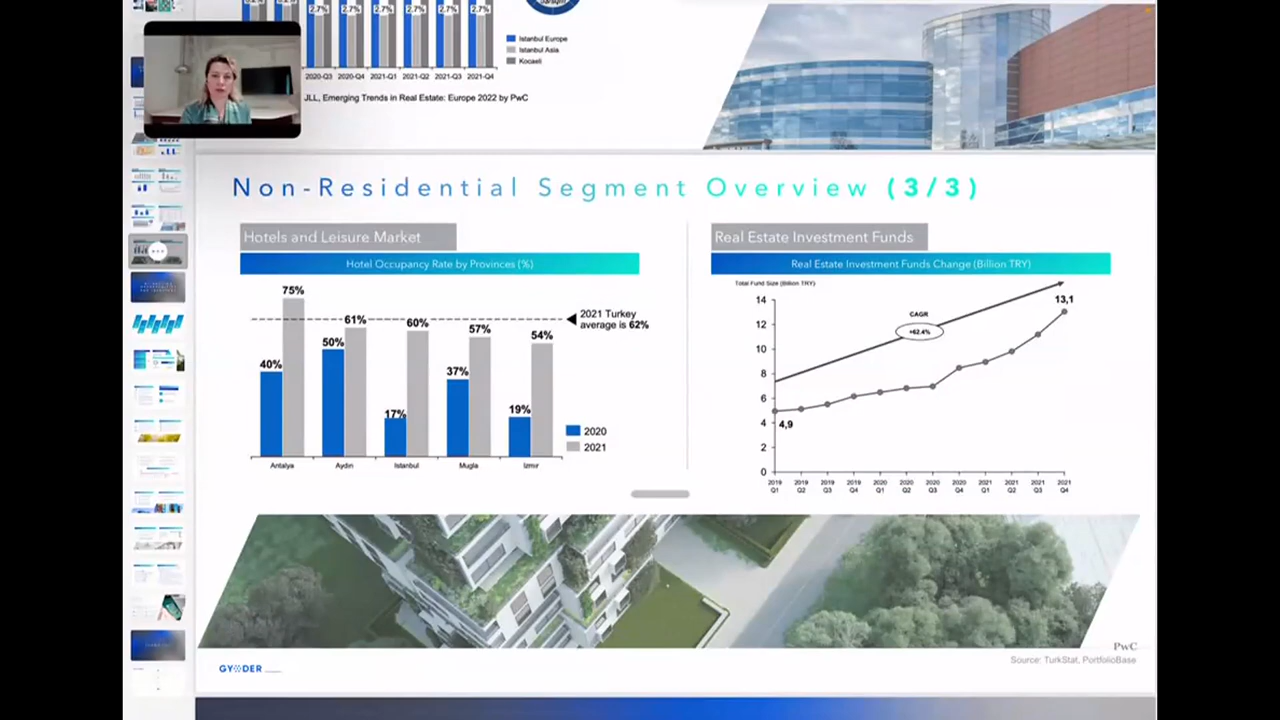 2.7% 2.7% 2.7% 2.7% 2.7% 2.7%
2020-Q3 2020-Q4 2021-Q1 2021-Q2 2021-Q3 2021-Q4
Istanbul Europe
Istanbul Asia
Kocaeli
JLL, Emerging Trends in Real Estate: Europe 2022 by PwC
Non-Residential Segment Overview (3/3)
Hotels and Leisure Market
Hotel Occupancy Rate by Provinces (%)
75%
61%
60%
57%
54%
50%
40%
37%
19%
17%
2021 Turkey
average is 62%
2020
2021
Antalya Aydın Istanbul Mugla Izmir
Real Estate Investment Funds
Real Estate Investment Funds Change (Billion TRY)
Total Fund Size (Billion TRY)
14
12
10
8
6
4
2
0
CAGR
+62.4%
13,1
4,9
2019 2019 2019 2019 2020 2020 2020 2020 2021 2021 2021 2021
Q1 Q2 Q3 Q4 Q1 Q2 Q3 Q4 Q1 Q2 Q3 Q4
GYODER
PwC
Source: TurkStat, PortfolioBase